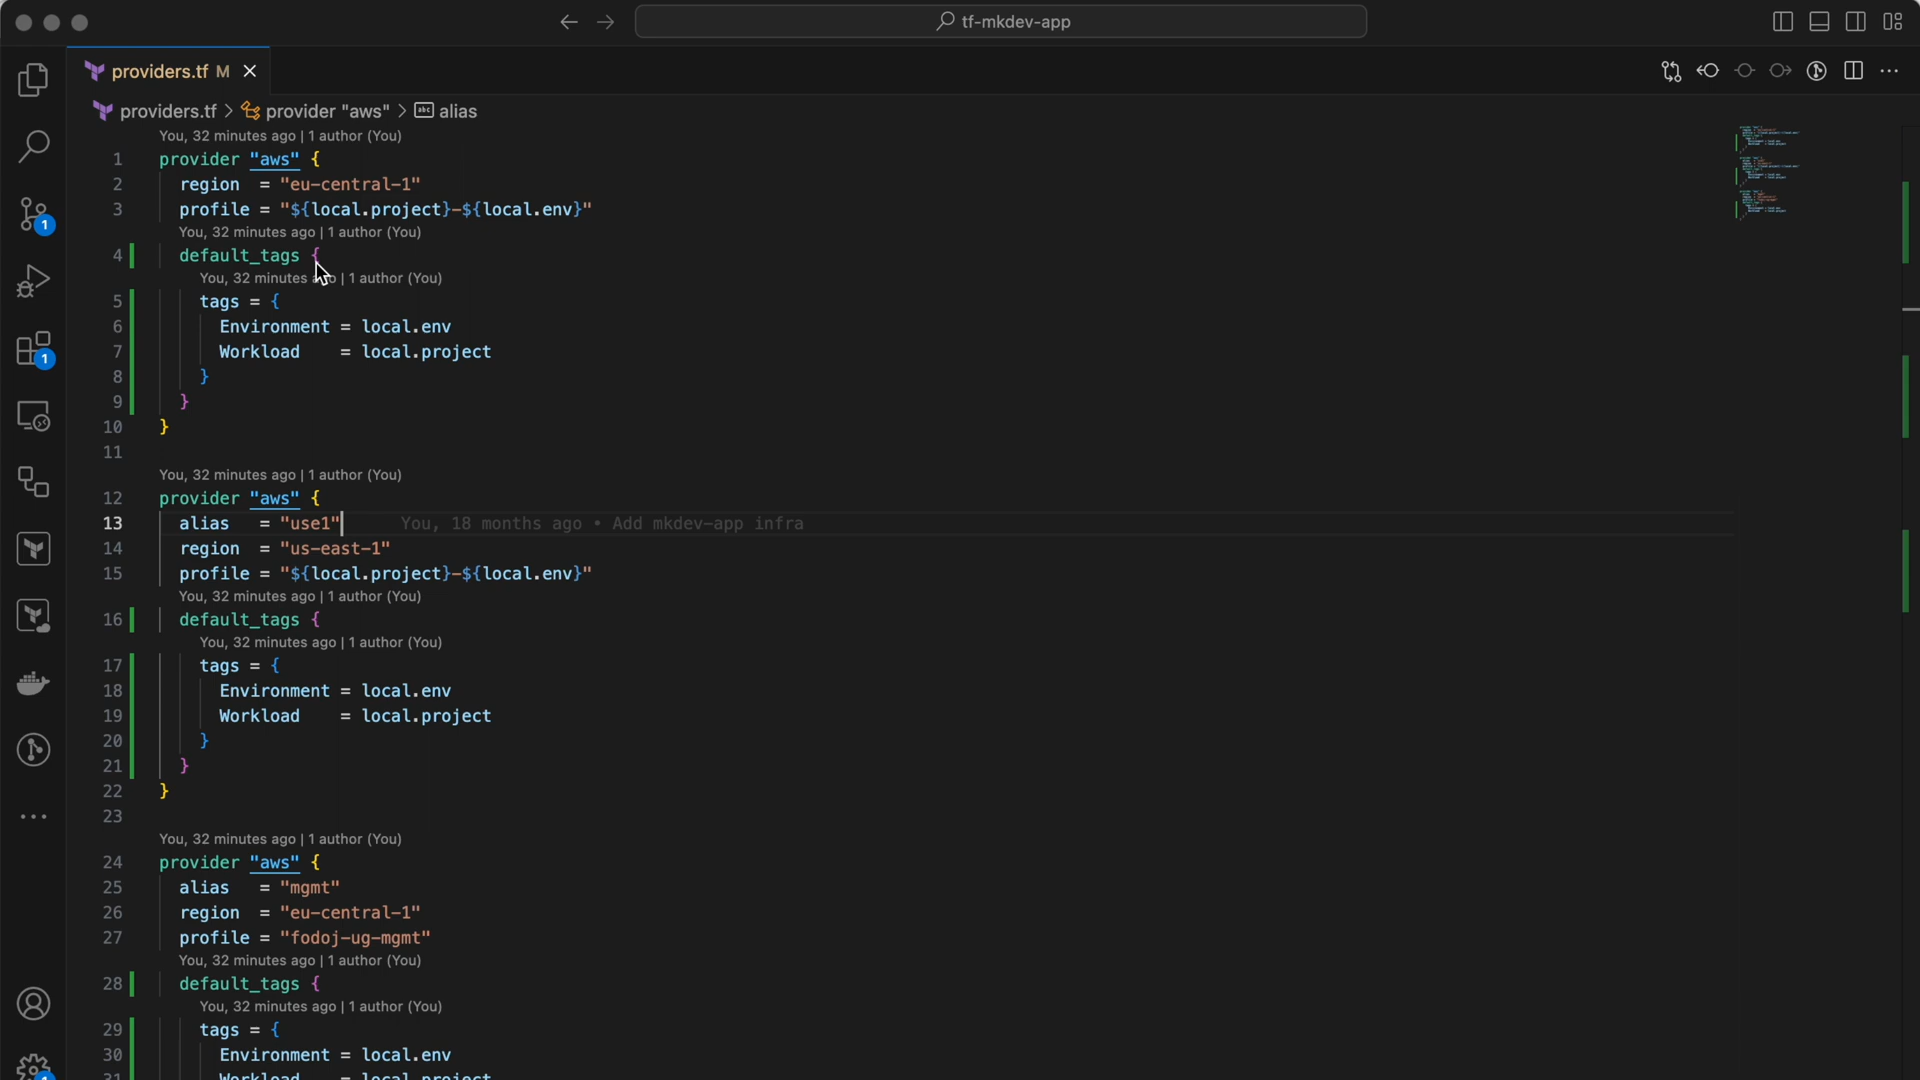 tf-mkdev-app
providers.tf M
providers.tf > provider "aws" > alias
You, 32 minutes ago | 1 author (You)
1 provider "aws" {
2 region = "eu-central-1"
3 profile = "${local.project}-${local.env}"
You, 32 minutes ago | 1 author (You)
4 default_tags {
You, 32 minutes ago | 1 author (You)
5 tags = {
6 Environment = local.env
7 Workload = local.project
8 }
9 }
10 }
11
You, 32 minutes ago | 1 author (You)
12 provider "aws" {
13 alias = "use1" You, 18 months ago • Add mkdev-app infra
14 region = "us-east-1"
15 profile = "${local.project}-${local.env}"
You, 32 minutes ago | 1 author (You)
16 default_tags {
You, 32 minutes ago | 1 author (You)
17 tags = {
18 Environment = local.env
19 Workload = local.project
20 }
21 }
22 }
23
You, 32 minutes ago | 1 author (You)
24 provider "aws" {
25 alias = "mgmt"
26 region = "eu-central-1"
27 profile = "fodoj-ug-mgmt"
You, 32 minutes ago | 1 author (You)
28 default_tags {
You, 32 minutes ago | 1 author (You)
29 tags = {
30 Environment = local.env
31 Workload = local.project
1
1
1